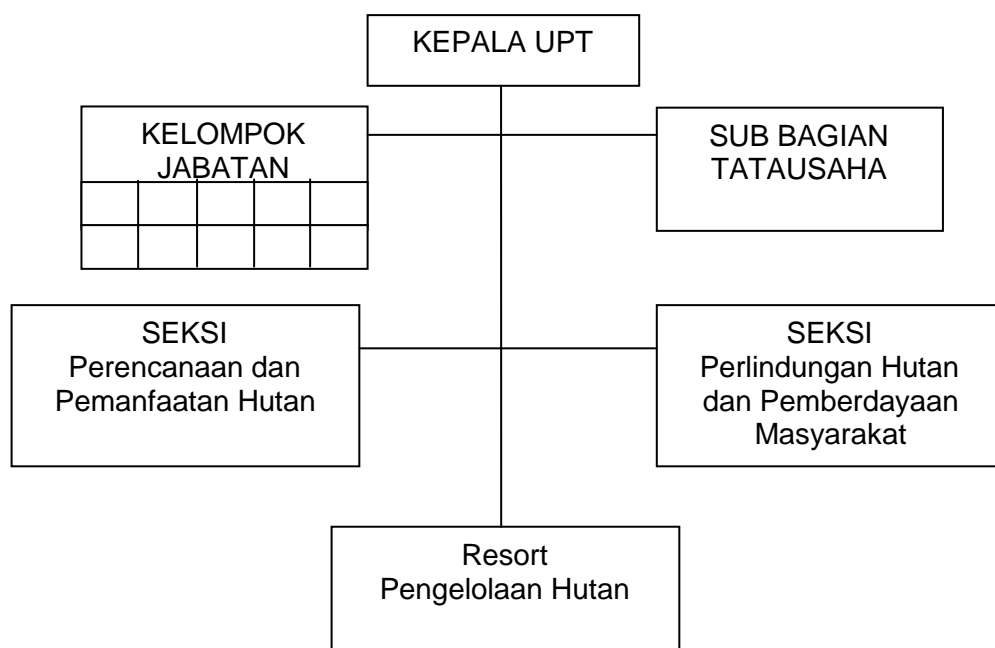 KEPALA UPT
KELOMPOK
JABATAN
SUB BAGIAN
TATAUSAHA
SEKSI
Perencanaan dan
Pemanfaatan Hutan
SEKSI
Perlindungan Hutan
dan Pemberdayaan
Masyarakat
Resort
Pengelolaan Hutan